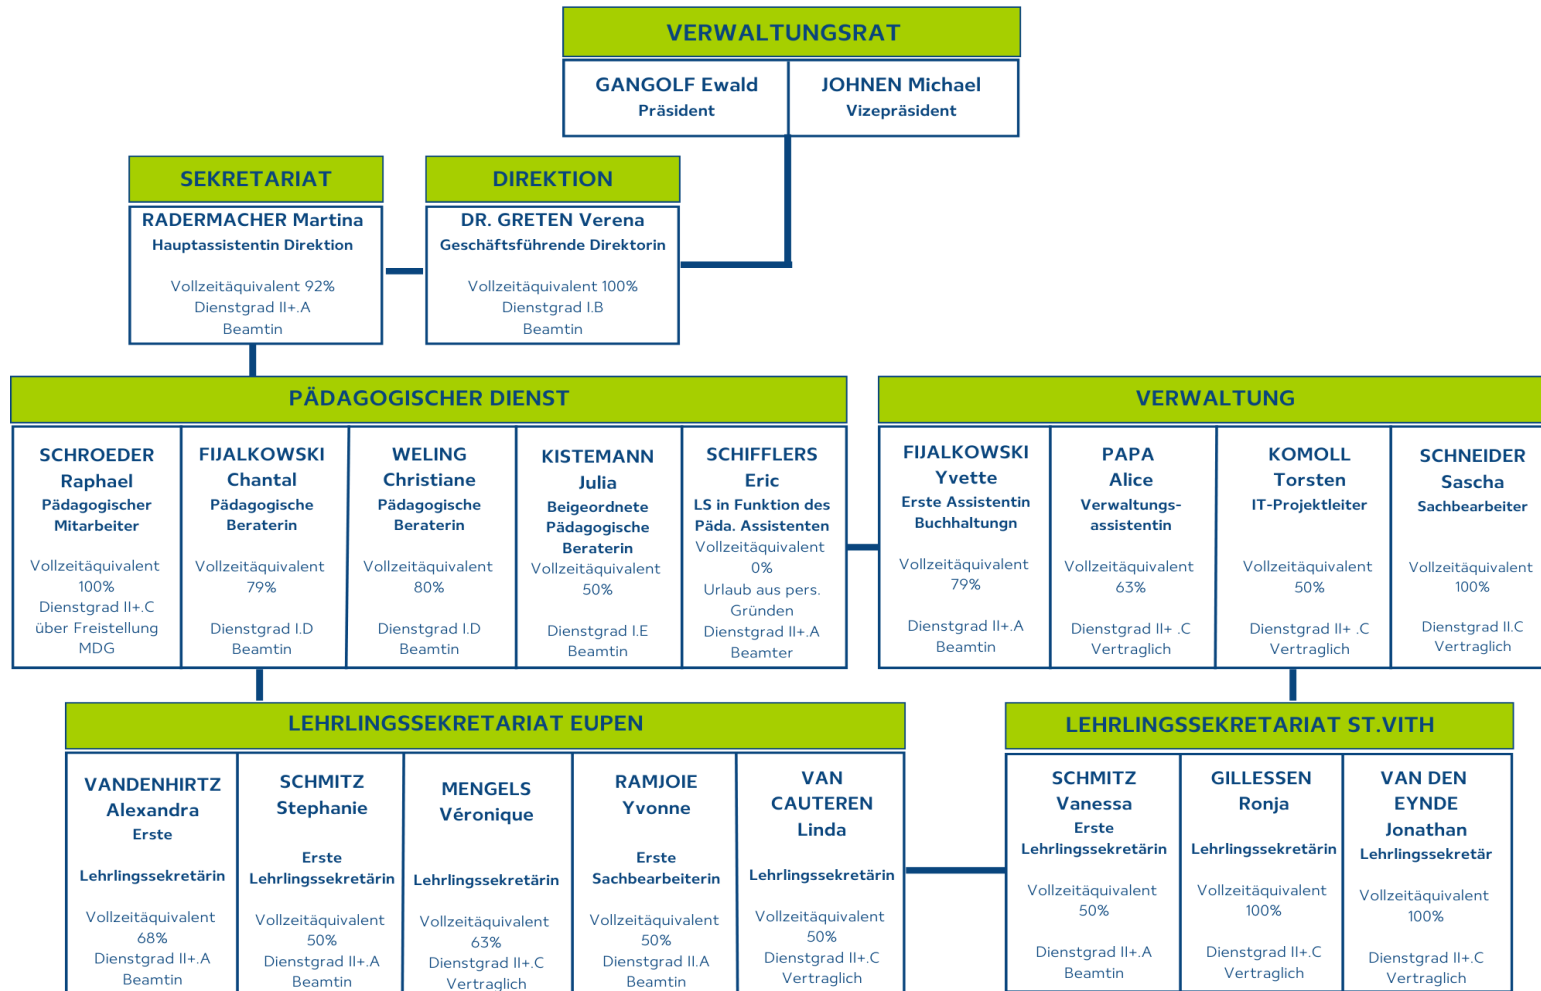 VERWALTUNGSRAT
GANGOLF Ewald
Präsident
JOHNEN Michael
Vizepräsident
SEKRETARIAT
RADERMACHER Martina
Hauptassistentin Direktion
Vollzeitäquivalent 92%
Dienstgrad II+.A
Beamtin
DIREKTION
DR. GRETEN Verena
Geschäftsführende Direktorin
Vollzeitäquivalent 100%
Dienstgrad I.B
Beamtin
PÄDAGOGISCHER DIENST
SCHROEDER
Raphael
Pädagogischer
Mitarbeiter
Vollzeitäquivalent
100%
Dienstgrad II+.C
über Freistellung
MDG
FIJALKOWSKI
Chantal
Pädagogische
Beraterin
Vollzeitäquivalent
79%
Dienstgrad I.D
Beamtin
WELING
Christiane
Pädagogische
Beraterin
Vollzeitäquivalent
80%
Dienstgrad I.D
Beamtin
KISTEMANN
Julia
Beigeordnete
Pädagogische
Beraterin
Vollzeitäquivalent
50%
Dienstgrad I.E
Beamtin
SCHIFFLERS
Eric
LS in Funktion des
Päda. Assistenten
Vollzeitäquivalent
0%
Urlaub aus pers.
Gründen
Dienstgrad II+.A
Beamter
VERWALTUNG
FIJALKOWSKI
Yvette
Erste Assistentin
Buchhaltungn
Vollzeitäquivalent
79%
Dienstgrad II+.A
Beamtin
PAPA
Alice
Verwaltungs-
assistentin
Vollzeitäquivalent
63%
Dienstgrad II+ .C
Vertraglich
KOMOLL
Torsten
IT-Projektleiter
Vollzeitäquivalent
50%
Dienstgrad II+ .C
Vertraglich
SCHNEIDER
Sascha
Sachbearbeiter
Vollzeitäquivalent
100%
Dienstgrad II.C
Vertraglich
LEHRLINGSSEKRETARIAT EUPEN
VANDENHIRTZ
Alexandra
Erste
Lehrlingssekretärin
Vollzeitäquivalent
68%
Dienstgrad II+.A
Beamtin
SCHMITZ
Stephanie
Erste
Lehrlingssekretärin
Vollzeitäquivalent
50%
Dienstgrad II+.A
Beamtin
MENGELS
Véronique
Lehrlingssekretärin
Vollzeitäquivalent
63%
Dienstgrad II+.C
Vertraglich
RAMJOIE
Yvonne
Erste
Sachbearbeiterin
Vollzeitäquivalent
50%
Dienstgrad II.A
Beamtin
VAN
CAUTEREN
Linda
Lehrlingssekretärin
Vollzeitäquivalent
50%
Dienstgrad II+.C
Vertraglich
LEHRLINGSSEKRETARIAT ST.VITH
SCHMITZ
Vanessa
Erste
Lehrlingssekretärin
Vollzeitäquivalent
50%
Dienstgrad II+.A
Beamtin
GILLESSEN
Ronja
Lehrlingssekretärin
Vollzeitäquivalent
100%
Dienstgrad II+.C
Vertraglich
VAN DEN
EYNDE
Jonathan
Lehrlingssekretär
Vollzeitäquivalent
100%
Dienstgrad II+.C
Vertraglich